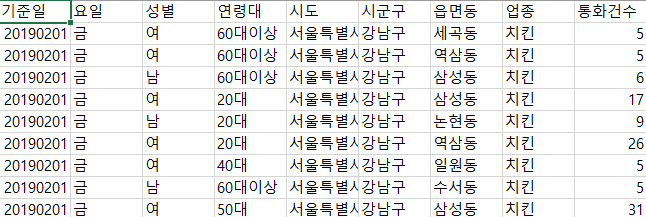 기준일 요일 성별 연령대 시도 시군구 읍면동 업종 통화건수
20190201 금 여 60대이상 서울특별시 강남구 세곡동 치킨 5
20190201 금 여 60대이상 서울특별시 강남구 역삼동 치킨 5
20190201 금 남 60대이상 서울특별시 강남구 삼성동 치킨 6
20190201 금 여 20대 서울특별시 강남구 삼성동 치킨 17
20190201 금 남 20대 서울특별시 강남구 논현동 치킨 9
20190201 금 여 20대 서울특별시 강남구 역삼동 치킨 26
20190201 금 여 40대 서울특별시 강남구 일원동 치킨 5
20190201 금 남 60대이상 서울특별시 강남구 수서동 치킨 5
20190201 금 여 50대 서울특별시 강남구 삼성동 치킨 31